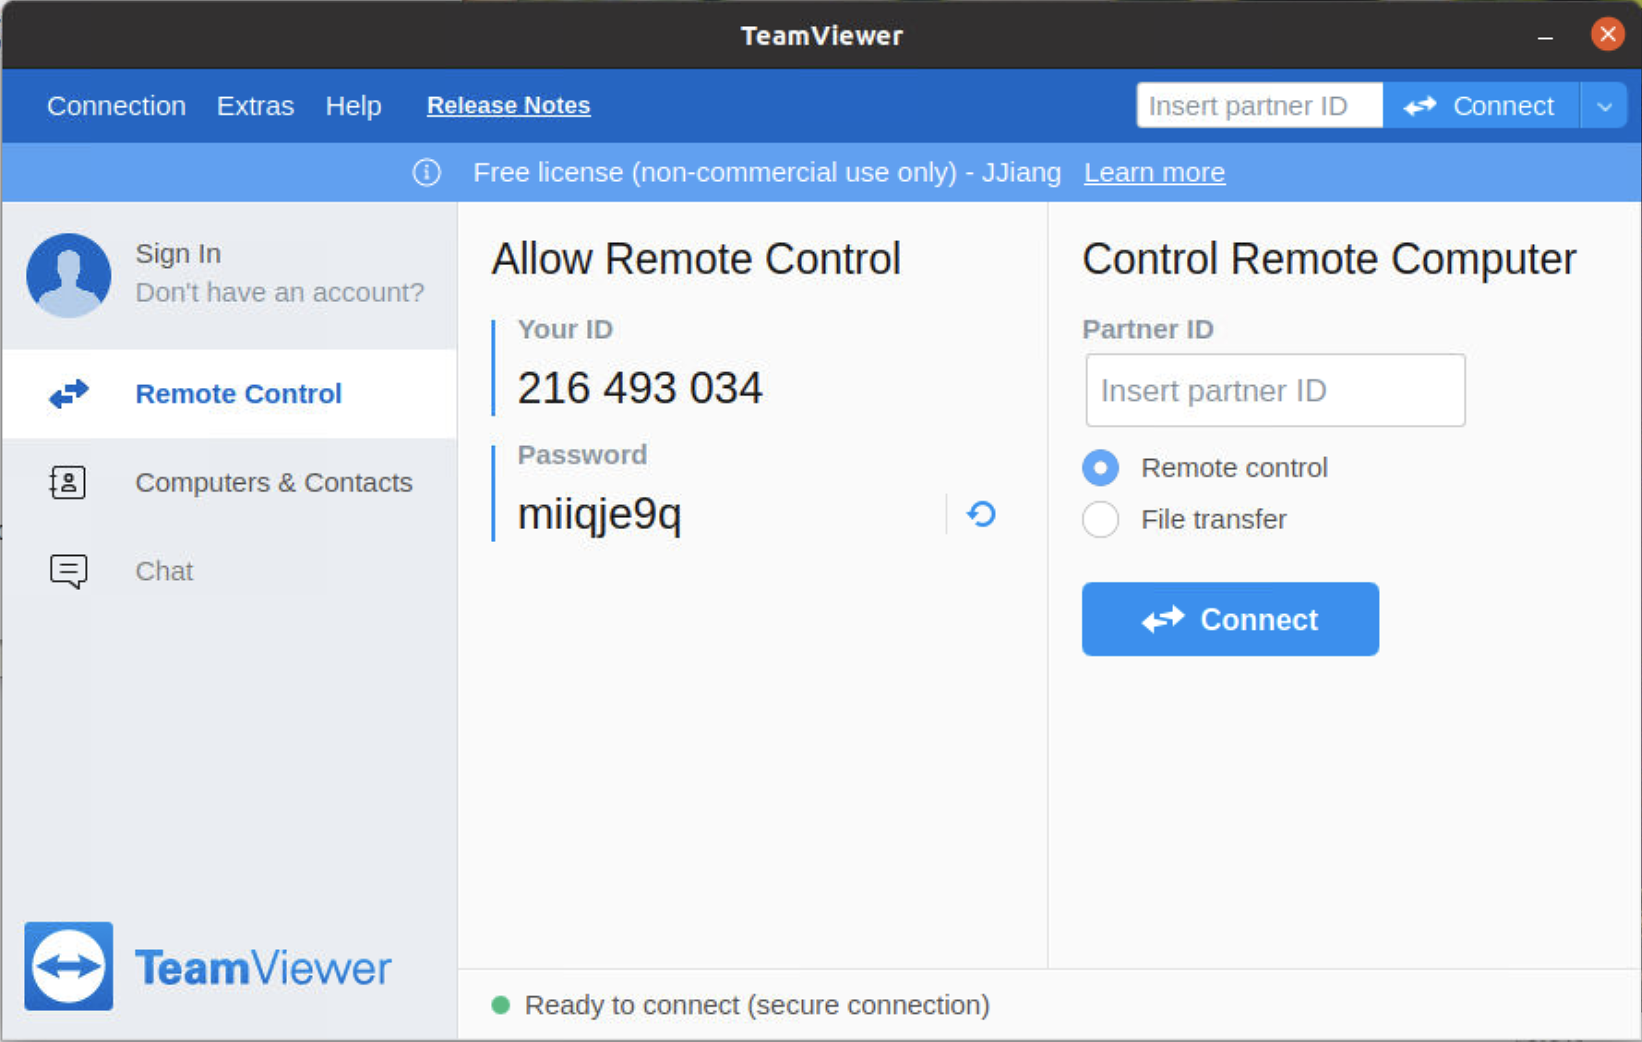 TeamViewer
Connection Extras Help Release Notes Insert partner ID Connect
Free license (non-commercial use only) - JJiang Learn more
Sign In
Don't have an account?
Remote Control
Computers & Contacts
Chat
TeamViewer
Allow Remote Control
Your ID
216 493 034
Password
miiqje9q
Control Remote Computer
Partner ID
Insert partner ID
Remote control
File transfer
Connect
Ready to connect (secure connection)